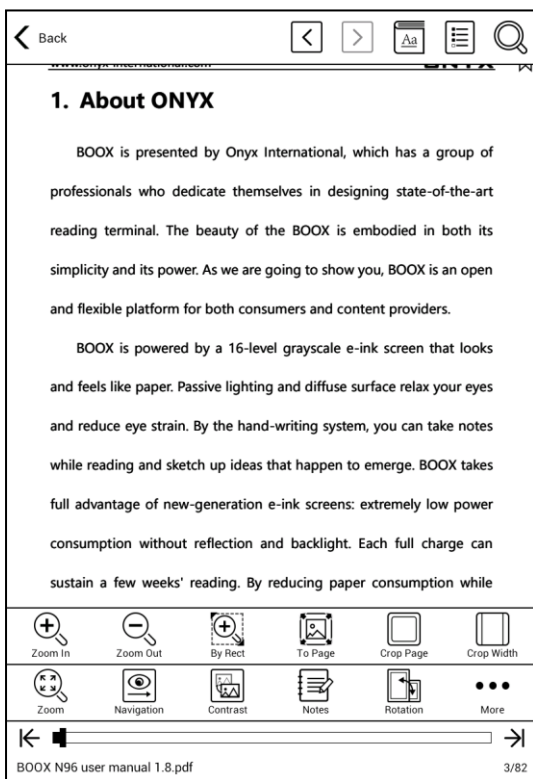 Back
Aa
1. About ONYX
BOOX is presented by Onyx International, which has a group of
professionals who dedicate themselves in designing state-of-the-art
reading terminal. The beauty of the BOOX is embodied in both its
simplicity and its power. As we are going to show you, BOOX is an open
and flexible platform for both consumers and content providers.
BOOX is powered by a 16-level grayscale e-ink screen that looks
and feels like paper. Passive lighting and diffuse surface relax your eyes
and reduce eye strain. By the hand-writing system, you can take notes
while reading and sketch up ideas that happen to emerge. BOOX takes
full advantage of new-generation e-ink screens: extremely low power
consumption without reflection and backlight. Each full charge can
sustain a few weeks' reading. By reducing paper consumption while
Zoom In Zoom Out By Rect To Page Crop Page Crop Width
Zoom Navigation Contrast Notes Rotation More
BOOX N96 user manual 1.8.pdf 3/82